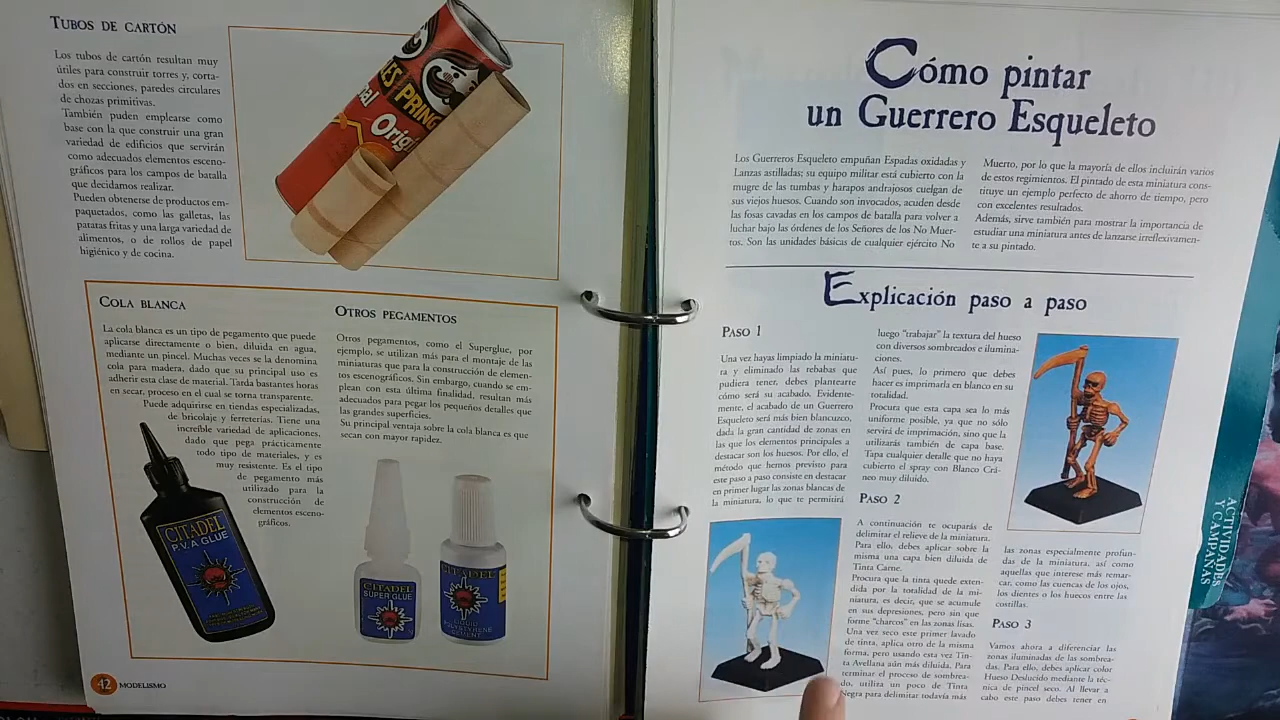 TUBOS DE CARTÓN
Los tubos de cartón resultan muy
útiles para construir torres y, corta-
dos en secciones, paredes circulares
de chozas primitivas.
También puden emplearse como
base con la que construir una gran
variedad de edificios que servirán
como adecuados elementos esceno-
gráficos para los campos de batalla
que decidamos realizar.
Pueden obtenerse de productos em-
paquetados, como las galletas, las
patatas fritas y una larga variedad de
alimentos, o de rollos de papel
higiénico y de cocina.
COLA BLANCA
La cola blanca es un tipo de pegamento que puede
aplicarse directamente o bien, diluida en agua,
mediante un pincel. Muchas veces se la denomina
cola para madera, dado que su principal uso es
adherir esta clase de material. Tarda bastantes horas
en secar, proceso en el cual se torna transparente.
Puede adquirirse en tiendas especializadas,
de bricolaje y ferreterías. Tiene una
increíble variedad de aplicaciones,
dado que pega prácticamente
todo tipo de materiales, y es
muy resistente. Es el tipo
de pegamento más
utilizado para la
construcción de
elementos esceno-
gráficos.
CITADEL
P.V.A GLUE
OTROS PEGAMENTOS
Otros pegamentos, como el Superglue, por
ejemplo, se utilizan más para el montaje de las
miniaturas que para la construcción de elemen-
tos escenográficos. Sin embargo, cuando se em-
plean con esta última finalidad, resultan más
adecuados para pegar los pequeños detalles que
las grandes superficies.
Su principal ventaja sobre la cola blanca es que
secan con mayor rapidez.
CITADEL
SUPER GLUE
CITADEL
LIQUID
POLYSTYRENE
CEMENT
42 MODELISMO
Cómo pintar
un Guerrero Esqueleto
Los Guerreros Esqueleto empuñan Espadas oxidadas y
Lanzas astilladas; su equipo militar está cubierto con la
mugre de las tumbas y harapos andrajosos cuelgan de
sus viejos huesos. Cuando son invocados, acuden desde
las fosas cavadas en los campos de batalla para volver a
luchar bajo las órdenes de los Señores de los No Muer-
tos. Son las unidades básicas de cualquier ejército No
Muerto, por lo que la mayoría de ellos incluirán varios
de estos regimientos. El pintado de esta miniatura cons-
tituye un ejemplo perfecto de ahorro de tiempo, pero
con excelentes resultados.
Además, sirve también para mostrar la importancia de
estudiar una miniatura antes de lanzarse irreflexivamen-
te a su pintado.
Explicación paso a paso
PASO 1
Una vez hayas limpiado la miniatu-
ra y eliminado las rebabas que
pudiera tener, debes plantearte
cómo será su acabado. Evidente-
mente, el acabado de un Guerrero
Esqueleto será más bien blancuzco,
dada la gran cantidad de zonas en
las que los elementos principales a
destacar son los huesos. Por ello, el
método que hemos previsto para
este paso a paso consiste en destacar
en primer lugar las zonas blancas de
la miniatura, lo que te permitirá
luego "trabajar" la textura del hueso
con diversos sombreados e ilumina-
ciones.
Así pues, lo primero que debes
hacer es imprimarla en blanco en su
totalidad.
Procura que esta capa sea lo más
uniforme posible, ya que no sólo
servirá de imprimación, sino que la
utilizarás también de capa base.
Tapa cualquier detalle que no haya
cubierto el spray con Blanco Crá-
neo muy diluido.
PASO 2
A continuación te ocuparás de
delimitar el relieve de la miniatura.
Para ello, debes aplicar sobre la
misma una capa bien diluida de
Tinta Carne.
Procura que la tinta quede exten-
dida por la totalidad de la mi-
niatura, es decir, que se acumule
en sus depresiones, pero sin que
forme "charcos" en las zonas lisas.
Una vez seco este primer lavado
de tinta, aplica otro de la misma
forma, pero usando esta vez Tin-
ta Avellana aún más diluida. Para
terminar el proceso de sombrea-
do, utiliza un poco de Tinta
Negra para delimitar todavía más
las zonas especialmente profun-
das de la miniatura, así como
aquellas que interese más remar-
car, como las cuencas de los ojos,
los dientes o los huecos entre las
costillas.
PASO 3
Vamos ahora a diferenciar las
zonas iluminadas de las sombrea-
das. Para ello, debes aplicar color
Hueso Deslucido mediante la téc-
nica de pincel seco. Al llevar a
cabo este paso debes tener en
ACTIVIDADES
Y CAMPAÑAS